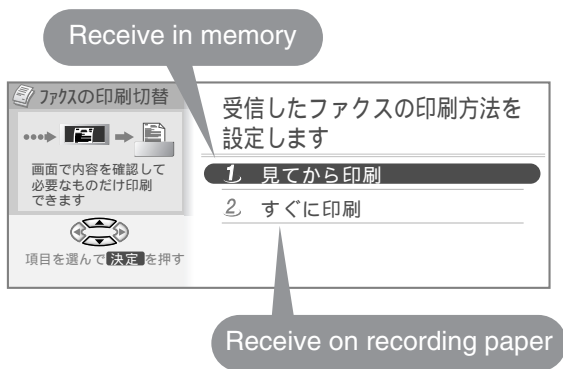 Receive in memory
ﾌｧｸｽの印刷切替
画面で内容を確認して
必要なものだけ印刷
できます
項目を選んで決定を押す
受信したファクスの印刷方法を
設定します
1 見てから印刷
2 すぐに印刷
Receive on recording paper